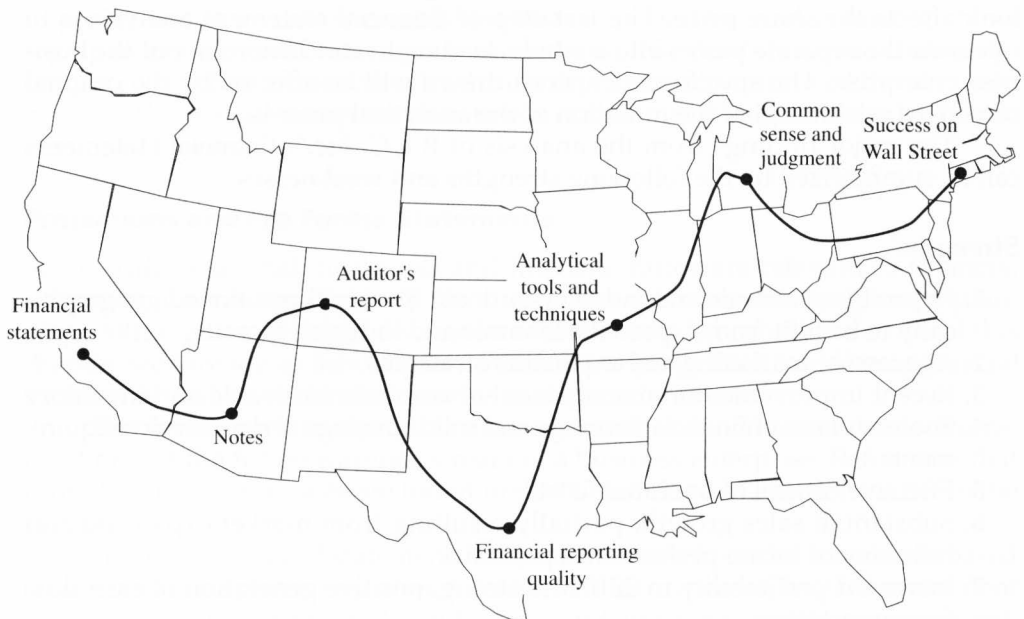 Common
sense and
judgment
Success on
Wall Street
Auditor's
report
Analytical
tools and
techniques
Financial
statements
Notes
Financial reporting
quality